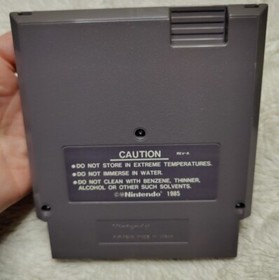 CAUTION REV-A
●DO NOT STORE IN EXTREME TEMPERATURES.
●DO NOT IMMERSE IN WATER.
●DO NOT CLEAN WITH BENZENE, THINNER,
ALCOHOL OR OTHER SUCH SOLVENTS.
Nintendo 1985